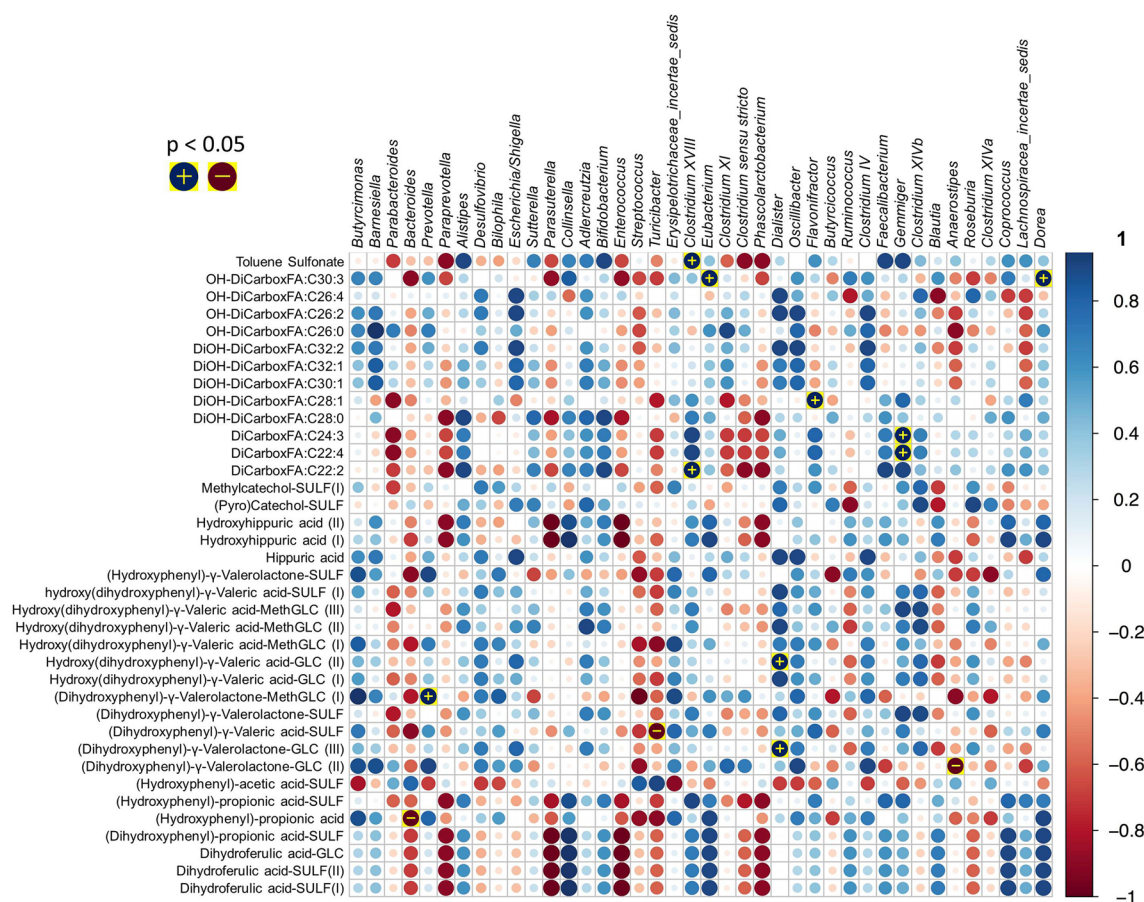 p < 0.05
+ −
Butyrcimonas
Barnesiella
Parabacteroides
Bacteroides
Prevotella
Paraprevotella
Alistipes
Desulfovibrio
Bilophila
Escherichia/Shigella
Sutterella
Parasuterella
Collinsella
Adlercreutzia
Bifidobacterium
Enterococcus
Streptococcus
Turicibacter
Erysipelotrichaceae_incertae_sedis
Clostridium XVIII
Eubacterium
Clostridium XI
Clostridium sensu stricto
Phascolarctobacterium
Dialister
Oscillibacter
Flavonifractor
Butyrcicoccus
Ruminococcus
Clostridium IV
Faecalibacterium
Gemmiger
Clostridium XIVb
Blautia
Anaerostipes
Roseburia
Clostridium XIVa
Coprococcus
Lachnospiracea_incertae_sedis
Dorea
Toluene Sulfonate +
OH-DiCarboxFA:C30:3 + +
OH-DiCarboxFA:C26:4
OH-DiCarboxFA:C26:2
OH-DiCarboxFA:C26:0
DiOH-DiCarboxFA:C32:2
DiOH-DiCarboxFA:C32:1
DiOH-DiCarboxFA:C30:1
DiOH-DiCarboxFA:C28:1 +
DiOH-DiCarboxFA:C28:0
DiCarboxFA:C24:3 +
DiCarboxFA:C22:4 +
DiCarboxFA:C22:2 +
Methylcatechol-SULF(I)
(Pyro)Catechol-SULF
Hydroxyhippuric acid (II)
Hydroxyhippuric acid (I)
Hippuric acid
(Hydroxyphenyl)-γ-Valerolactone-SULF
hydroxy(dihydroxyphenyl)-γ-Valeric acid-SULF (I)
Hydroxy(dihydroxyphenyl)-γ-Valeric acid-MethGLC (III)
Hydroxy(dihydroxyphenyl)-γ-Valeric acid-MethGLC (II)
Hydroxy(dihydroxyphenyl)-γ-Valeric acid-MethGLC (I)
Hydroxy(dihydroxyphenyl)-γ-Valeric acid-GLC (II) +
Hydroxy(dihydroxyphenyl)-γ-Valeric acid-GLC (I)
(Dihydroxyphenyl)-γ-Valerolactone-MethGLC (I) +
(Dihydroxyphenyl)-γ-Valerolactone-SULF
(Dihydroxyphenyl)-γ-Valeric acid-SULF −
(Dihydroxyphenyl)-γ-Valerolactone-GLC (III) +
(Dihydroxyphenyl)-γ-Valerolactone-GLC (II) −
(Hydroxyphenyl)-acetic acid-SULF
(Hydroxyphenyl)-propionic acid-SULF
(Hydroxyphenyl)-propionic acid −
(Dihydroxyphenyl)-propionic acid-SULF
Dihydroferulic acid-GLC
Dihydroferulic acid-SULF(II)
Dihydroferulic acid-SULF(I)
1
0.8
0.6
0.4
0.2
0
−0.2
−0.4
−0.6
−0.8
−1